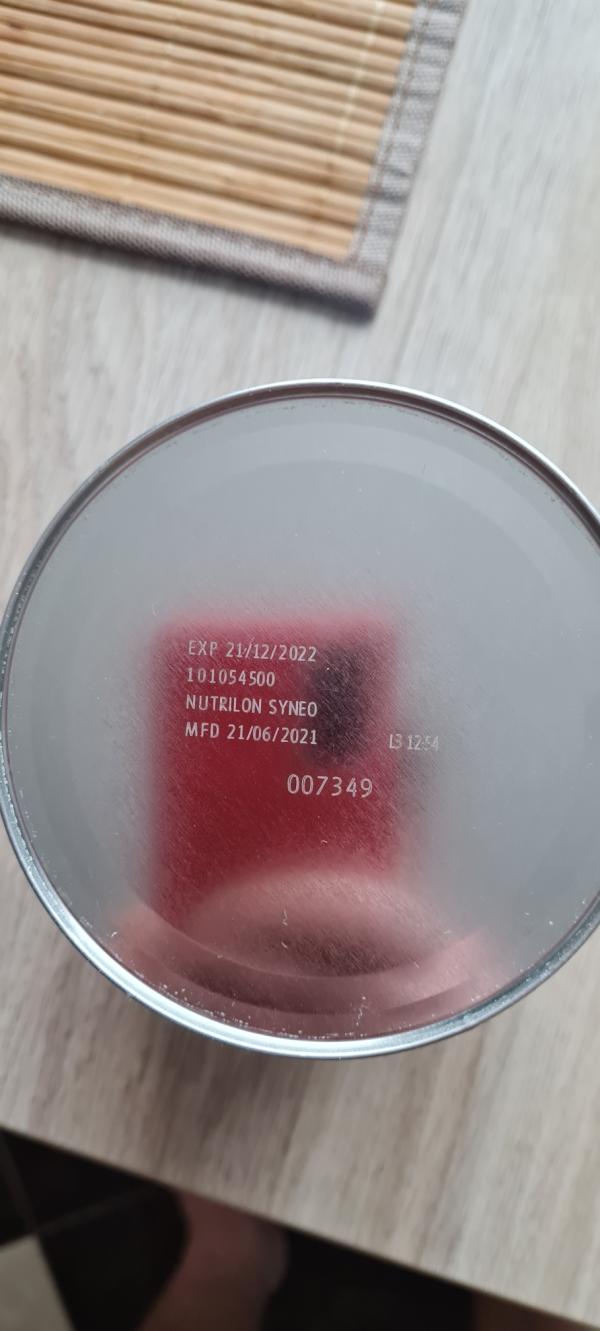 EXP 21/12/2022
101054500
NUTRILON SYNEO
MFD 21/06/2021
L3 12:54
007349